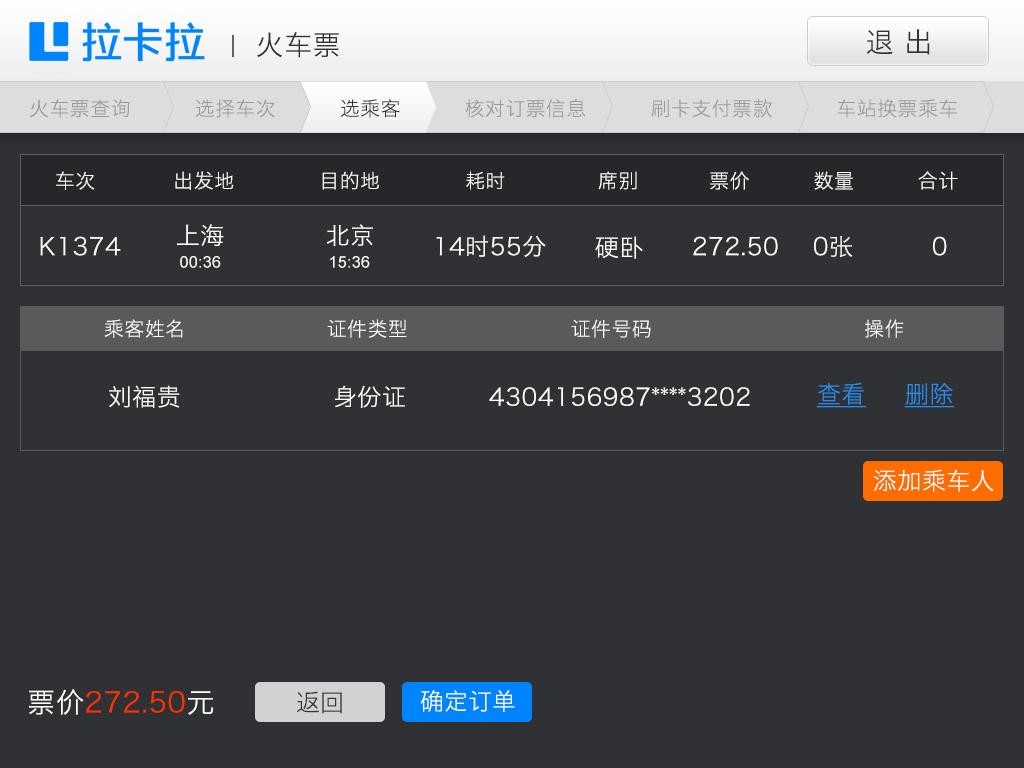 拉卡拉 | 火车票
退 出
火车票查询 选择车次 选乘客 核对订票信息 刷卡支付票款 车站换票乘车
车次 出发地 目的地 耗时 席别 票价 数量 合计
K1374 上海 北京 14时55分 硬卧 272.50 0张 0
00:36 15:36
乘客姓名 证件类型 证件号码 操作
刘福贵 身份证 4304156987****3202 查看 删除
添加乘车人
票价272.50元 返回 确定订单